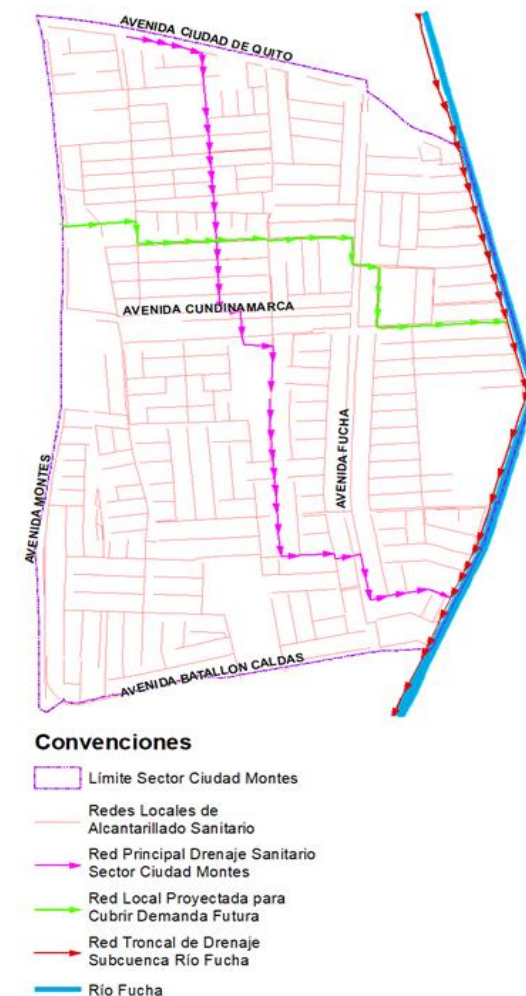 AVENIDA CIUDAD DE QUITO
AVENIDA CUNDINAMARCA
AVENIDA FUCHA
AVENIDA MONTES
AVENIDA BATALLON CALDAS
Convenciones
Límite Sector Ciudad Montes
Redes Locales de
Alcantarillado Sanitario
Red Principal Drenaje Sanitario
Sector Ciudad Montes
Red Local Proyectada para
Cubrir Demanda Futura
Red Troncal de Drenaje
Subcuenca Río Fucha
Río Fucha